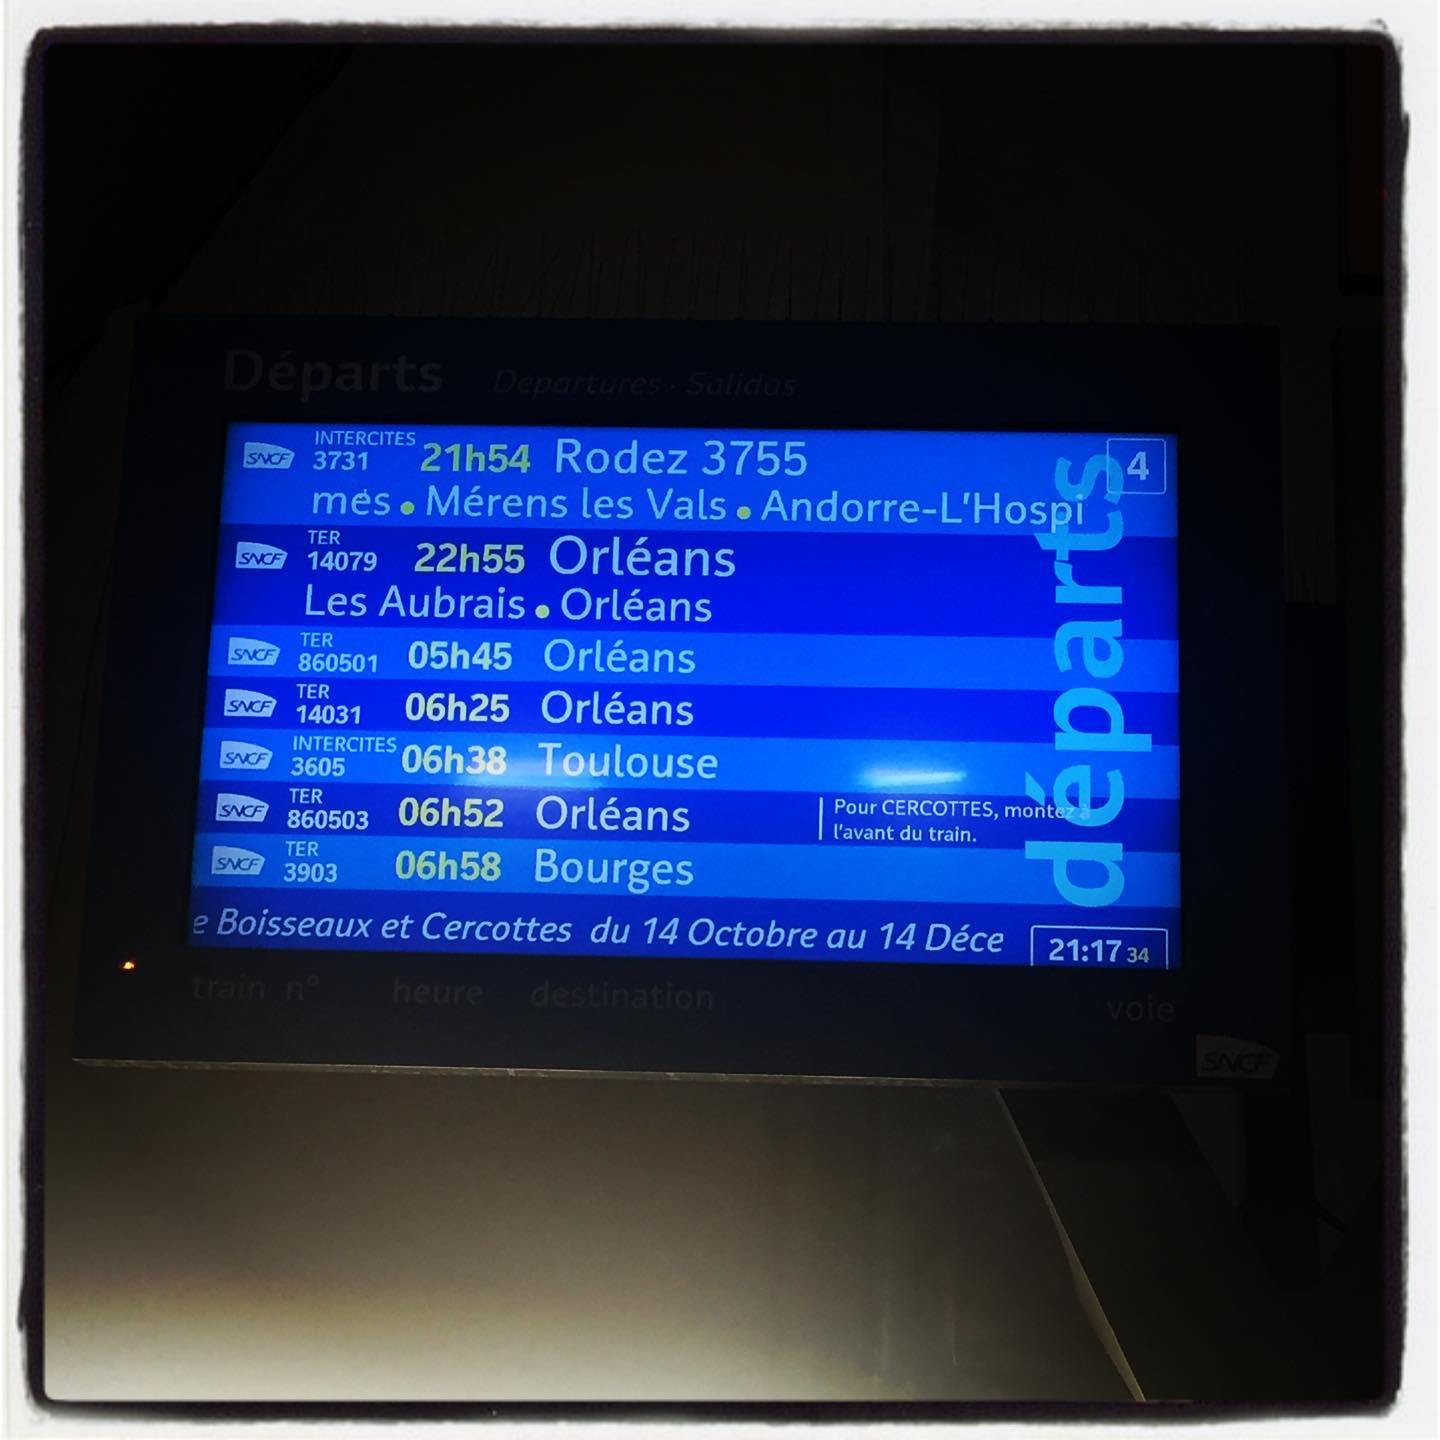 Départs Departures · Salidas
SNCF INTERCITES 3731 21h54 Rodez 3755 4
mes • Mérens les Vals • Andorre-L'Hospi
SNCF TER 14079 22h55 Orléans
Les Aubrais • Orléans
SNCF TER 860501 05h45 Orléans
SNCF TER 14031 06h25 Orléans
SNCF INTERCITES 3605 06h38 Toulouse
SNCF TER 860503 06h52 Orléans
Pour CERCOTTES, montez à
l'avant du train.
SNCF TER 3903 06h58 Bourges
départs
e Boisseaux et Cercottes du 14 Octobre au 14 Déce 21:17 34
train n° heure destination voie
SNCF